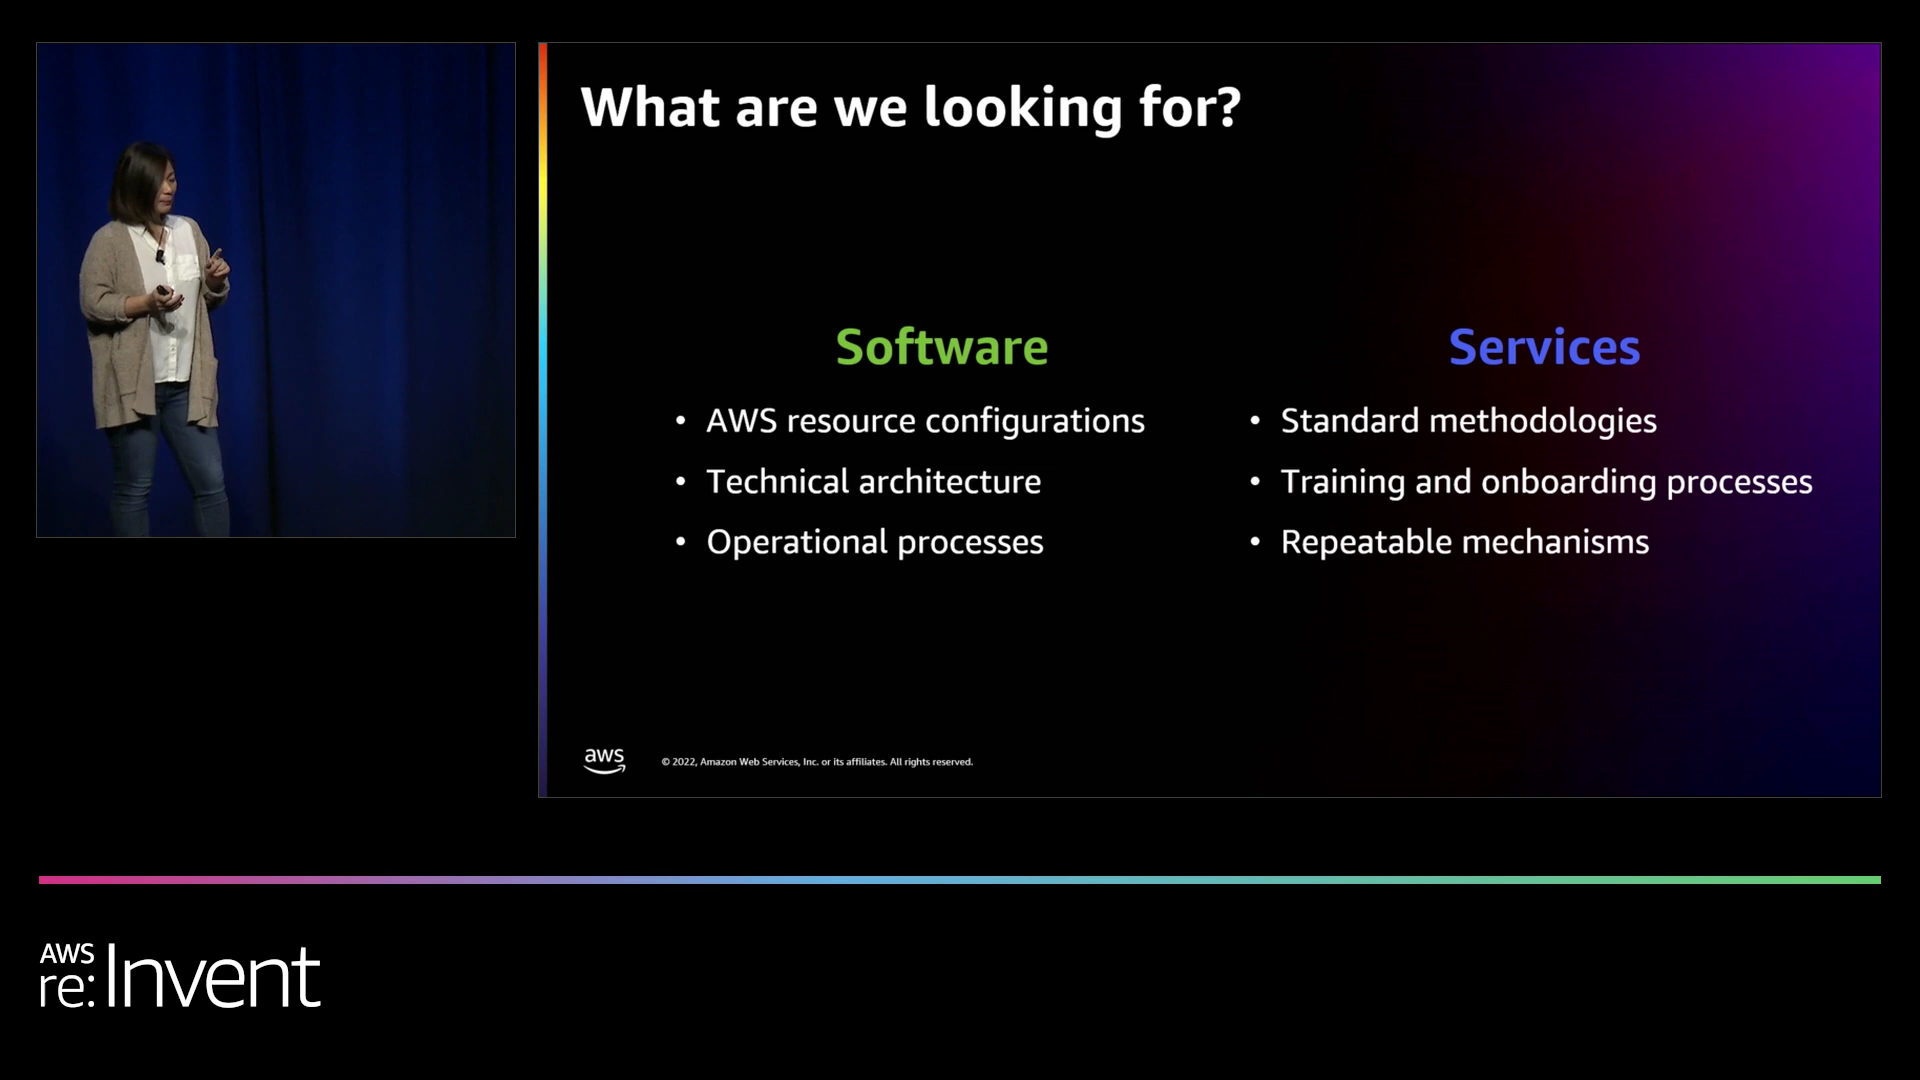 What are we looking for?
Software
• AWS resource configurations
• Technical architecture
• Operational processes
Services
• Standard methodologies
• Training and onboarding processes
• Repeatable mechanisms
aws
© 2022, Amazon Web Services, Inc. or its affiliates. All rights reserved.
AWS
re:Invent